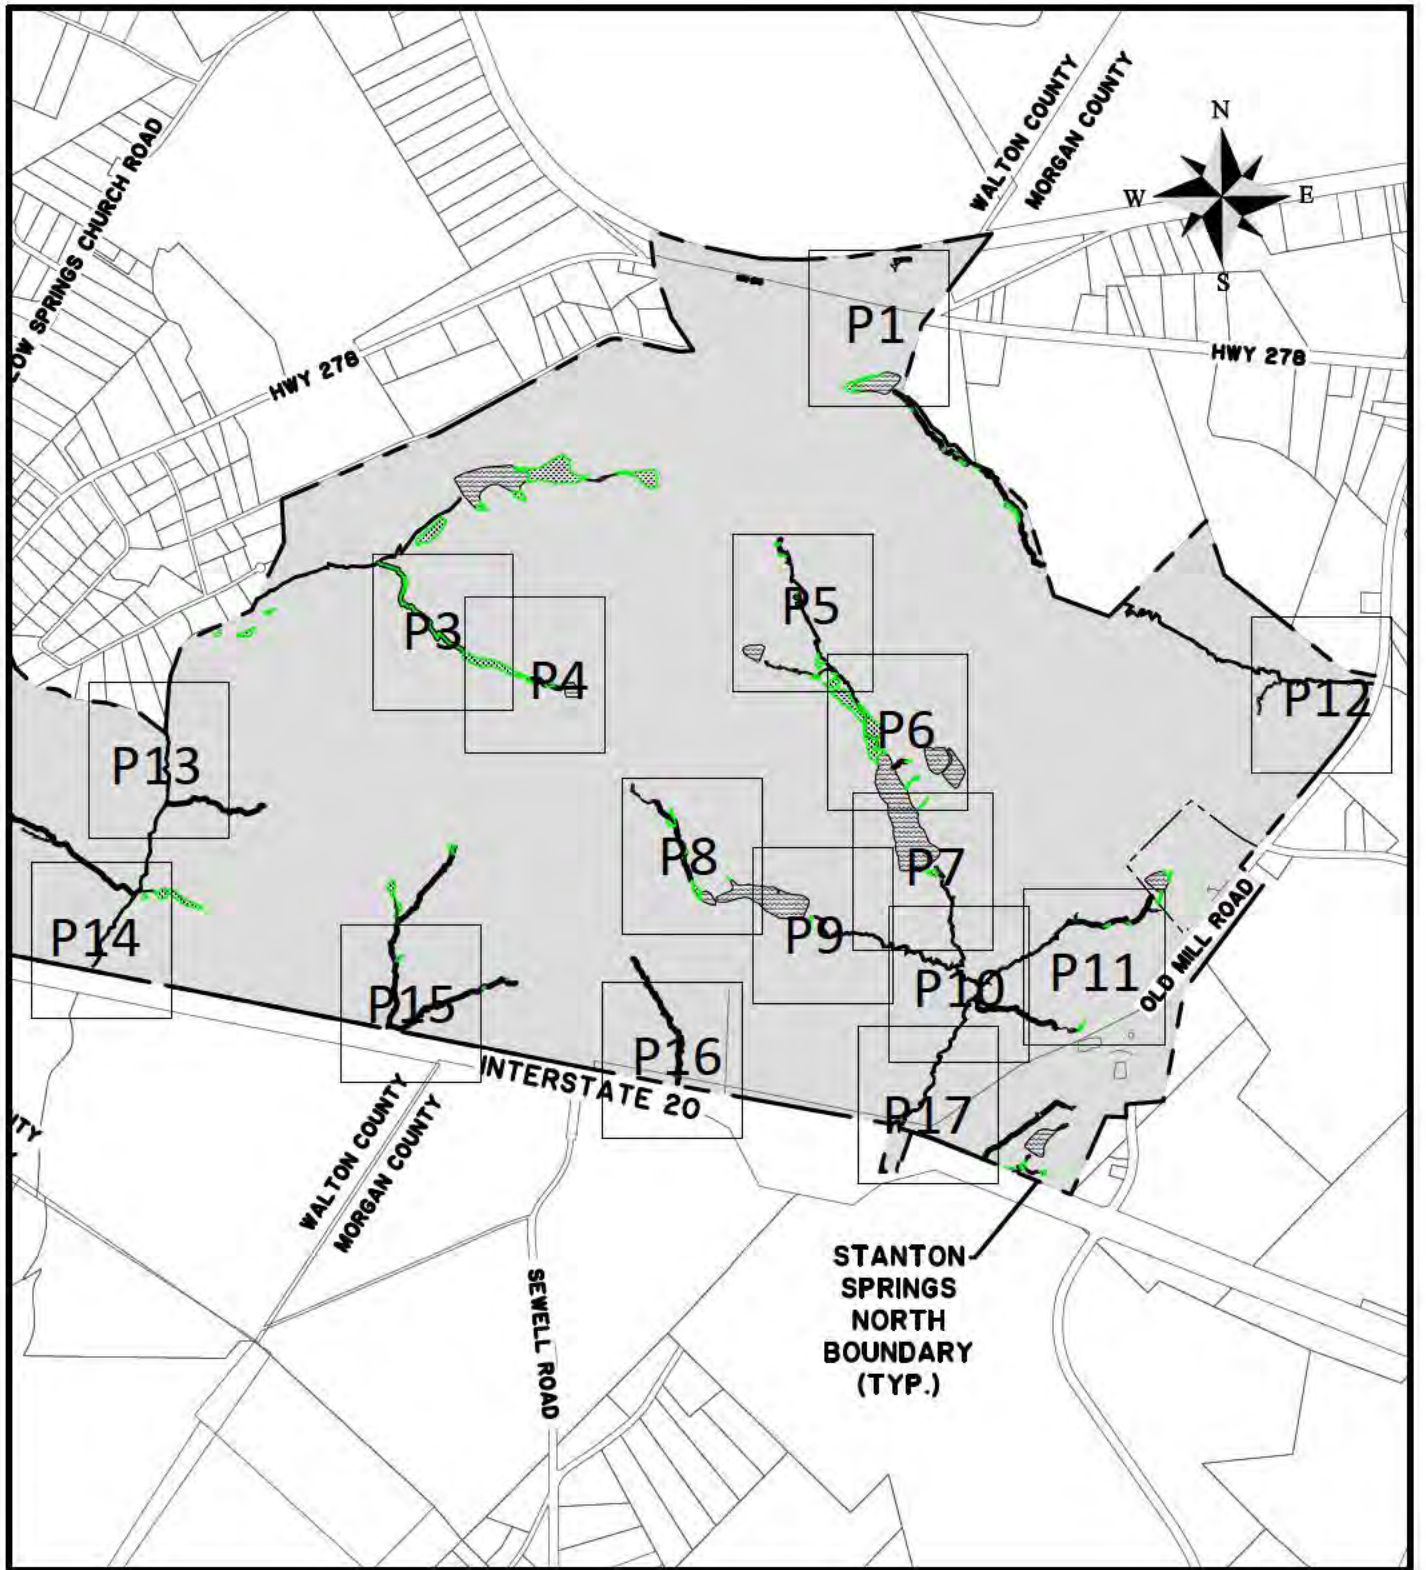 WALTON COUNTY
MORGAN COUNTY
N
W
E
S
OW SPRINGS CHURCH ROAD
HWY 278
HWY 278
P1
P3
P4
P5
P6
P12
P13
P8
P7
P14
P9
P10
P11
OLD MILL ROAD
P15
P16
INTERSTATE 20
P17
WALTON COUNTY
MORGAN COUNTY
SEWELL ROAD
STANTON
SPRINGS
NORTH
BOUNDARY
(TYP.)